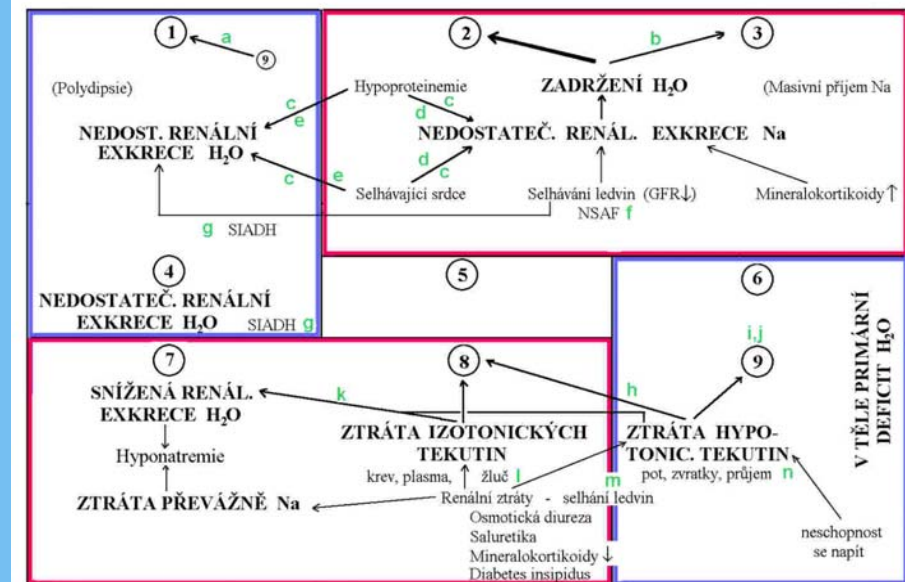 1
2
3
a
9
b
(Polydipsie)
c
e
Hypoproteinemie
d c
ZADRŽENÍ H₂O
(Masivní příjem Na
NEDOST. RENÁLNÍ
EXKRECE H₂O
NEDOSTATEČ. RENÁL. EXKRECE Na
c
e
d
c
Selhávající srdce
Selhávání ledvin (GFR↓)
NSAF f
Mineralokortikoidy ↑
g SIADH
4
NEDOSTATEČ. RENÁLNÍ
EXKRECE H₂O SIADH g
5
6
V TĚLE PRIMÁRNÍ
DEFICIT H₂O
i,j
7
8
9
SNÍŽENÁ RENÁL.
EXKRECE H₂O
k
h
Hyponatremie
ZTRÁTA IZOTONICKÝCH
TEKUTIN
krev, plasma, žluč l
ZTRÁTA HYPO-
TONIC. TEKUTIN
pot, zvratky, průjem n
m
ZTRÁTA PŘEVÁŽNĚ Na
Renální ztráty - selhání ledvin
Osmotická diureza
Saluretika
Mineralokortikoidy ↓
Diabetes insipidus
neschopnost
se napít